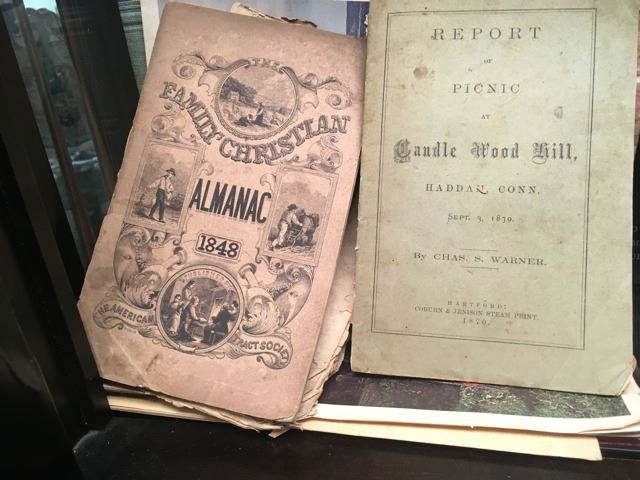 THE
FAMILY CHRISTIAN
ALMANAC
1848
PUBLISHED BY
THE AMERICAN TRACT SOCIETY
REPORT
OF
PICNIC
AT
Candle Wood Hill,
HADDAM, CONN,
SEPT. 3, 1870.
BY CHAS. S. WARNER.
HARTFORD:
COBURN & JENISON STEAM PRINT.
1870.